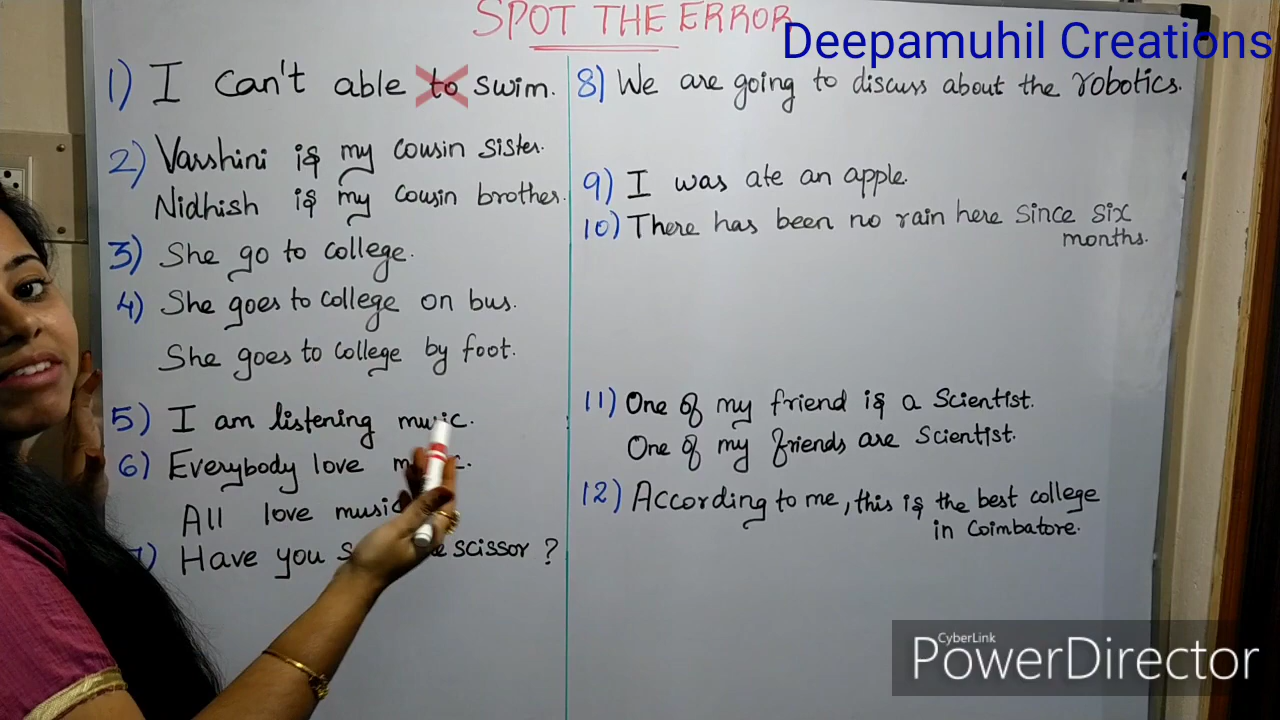 SPOT THE ERROR
Deepamuhil Creations
1) I can't able to swim.
2) Varshini is my cousin sister.
Nidhish is my cousin brother.
3) She go to college.
4) She goes to college on bus.
She goes to college by foot.
5) I am listening music.
6) Everybody love
All love music
Have you scissor ?
8) We are going to discuss about the robotics.
9) I was ate an apple.
10) There has been no rain here since six
months.
11) One of my friend is a Scientist.
One of my friends are Scientist.
12) According to me, this is the best college
in Coimbatore.
CyberLink
PowerDirector